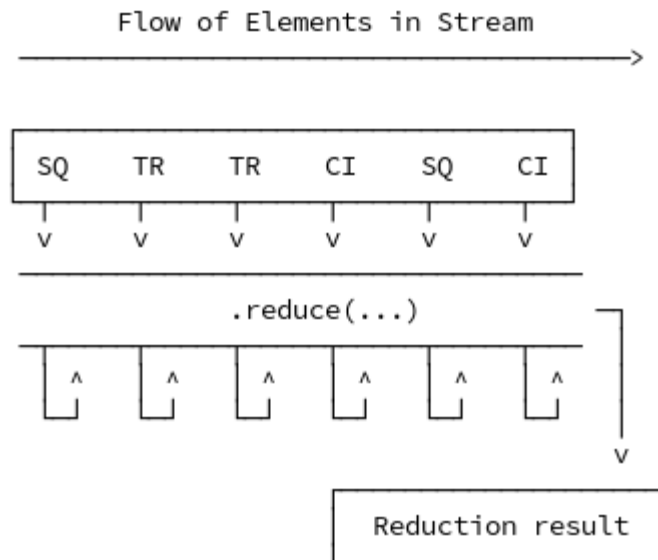 Flow of Elements in Stream
SQ TR TR CI SQ CI
v v v v v v
.reduce(...)
^ ^ ^ ^ ^ ^
v
Reduction result